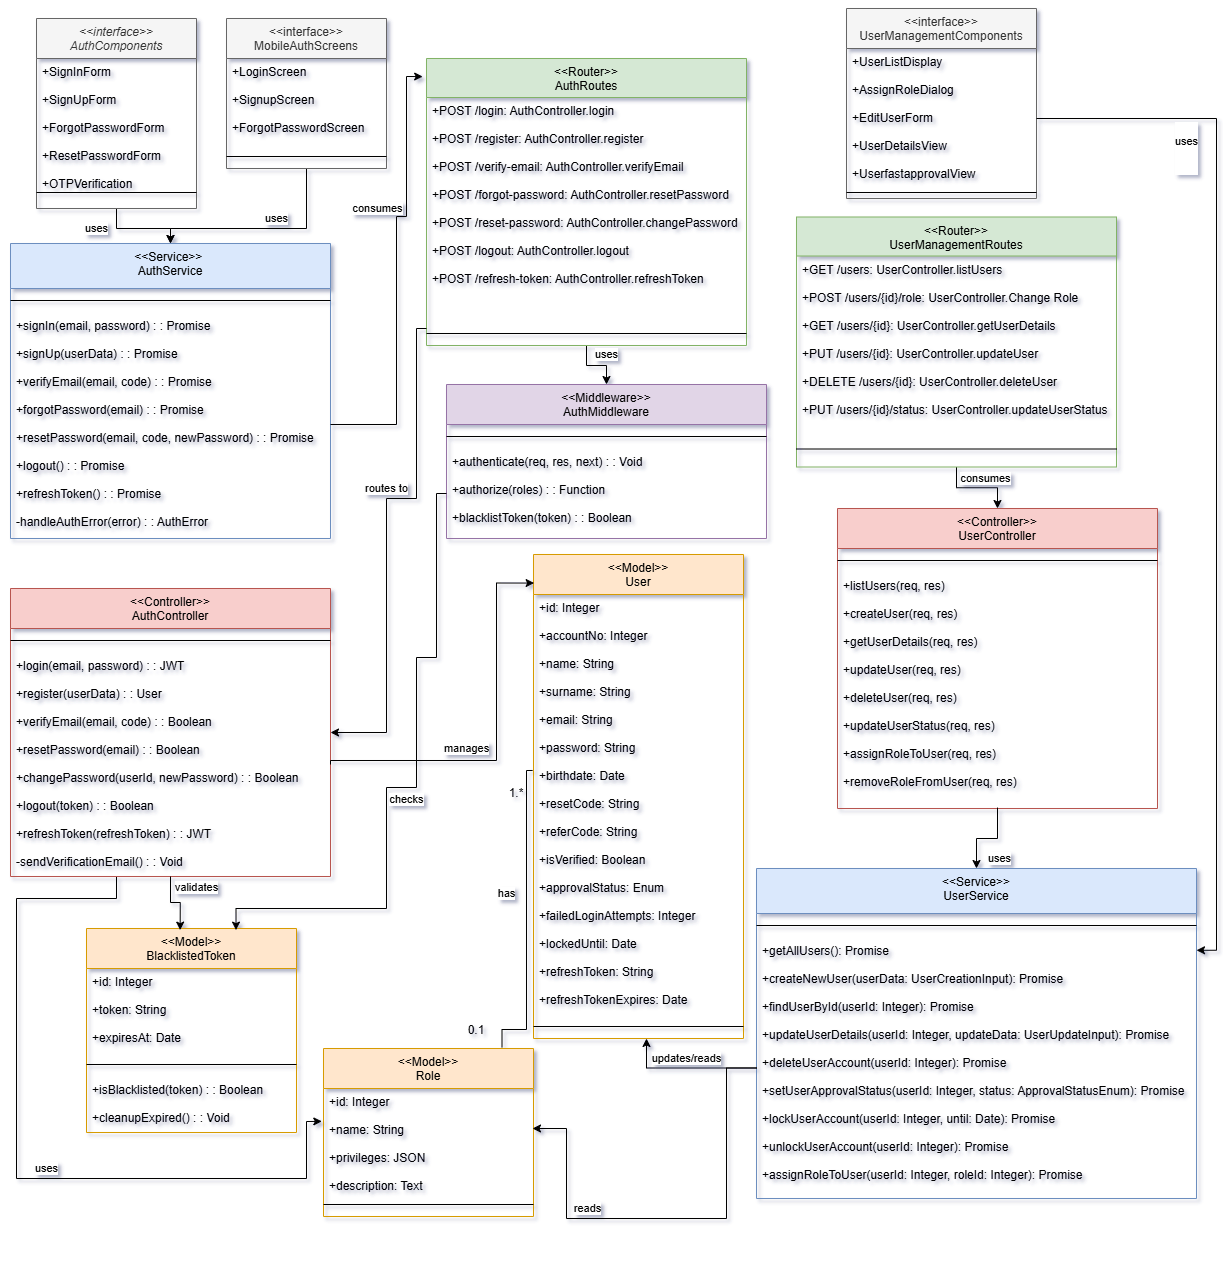 <<interface>>
AuthComponents
+SignInForm
+SignUpForm
+ForgotPasswordForm
+ResetPasswordForm
+OTPVerification
<<interface>>
MobileAuthScreens
+LoginScreen
+SignupScreen
+ForgotPasswordScreen
uses
uses
<<Service>>
AuthService
+signIn(email, password) : : Promise
+signUp(userData) : : Promise
+verifyEmail(email, code) : : Promise
+forgotPassword(email) : : Promise
+resetPassword(email, code, newPassword) : : Promise
+logout() : : Promise
+refreshToken() : : Promise
-handleAuthError(error) : : AuthError
consumes
<<Router>>
AuthRoutes
+POST /login: AuthController.login
+POST /register: AuthController.register
+POST /verify-email: AuthController.verifyEmail
+POST /forgot-password: AuthController.resetPassword
+POST /reset-password: AuthController.changePassword
+POST /logout: AuthController.logout
+POST /refresh-token: AuthController.refreshToken
uses
<<Middleware>>
AuthMiddleware
+authenticate(req, res, next) : : Void
+authorize(roles) : : Function
+blacklistToken(token) : : Boolean
routes to
<<interface>>
UserManagementComponents
+UserListDisplay
+AssignRoleDialog
+EditUserForm
+UserDetailsView
+UserfastapprovalView
uses
<<Router>>
UserManagementRoutes
+GET /users: UserController.listUsers
+POST /users/{id}/role: UserController.Change Role
+GET /users/{id}: UserController.getUserDetails
+PUT /users/{id}: UserController.updateUser
+DELETE /users/{id}: UserController.deleteUser
+PUT /users/{id}/status: UserController.updateUserStatus
consumes
<<Controller>>
UserController
+listUsers(req, res)
+createUser(req, res)
+getUserDetails(req, res)
+updateUser(req, res)
+deleteUser(req, res)
+updateUserStatus(req, res)
+assignRoleToUser(req, res)
+removeRoleFromUser(req, res)
uses
<<Controller>>
AuthController
+login(email, password) : : JWT
+register(userData) : : User
+verifyEmail(email, code) : : Boolean
+resetPassword(email) : : Boolean
+changePassword(userId, newPassword) : : Boolean
+logout(token) : : Boolean
+refreshToken(refreshToken) : : JWT
-sendVerificationEmail() : : Void
manages
checks
validates
<<Model>>
User
+id: Integer
+accountNo: Integer
+name: String
+surname: String
+email: String
+password: String
+birthdate: Date
+resetCode: String
+referCode: String
+isVerified: Boolean
+approvalStatus: Enum
+failedLoginAttempts: Integer
+lockedUntil: Date
+refreshToken: String
+refreshTokenExpires: Date
1.*
has
0.1
<<Model>>
BlacklistedToken
+id: Integer
+token: String
+expiresAt: Date
+isBlacklisted(token) : : Boolean
+cleanupExpired() : : Void
uses
<<Model>>
Role
+id: Integer
+name: String
+privileges: JSON
+description: Text
updates/reads
reads
<<Service>>
UserService
+getAllUsers(): Promise
+createNewUser(userData: UserCreationInput): Promise
+findUserById(userId: Integer): Promise
+updateUserDetails(userId: Integer, updateData: UserUpdateInput): Promise
+deleteUserAccount(userId: Integer): Promise
+setUserApprovalStatus(userId: Integer, status: ApprovalStatusEnum): Promise
+lockUserAccount(userId: Integer, until: Date): Promise
+unlockUserAccount(userId: Integer): Promise
+assignRoleToUser(userId: Integer, roleId: Integer): Promise